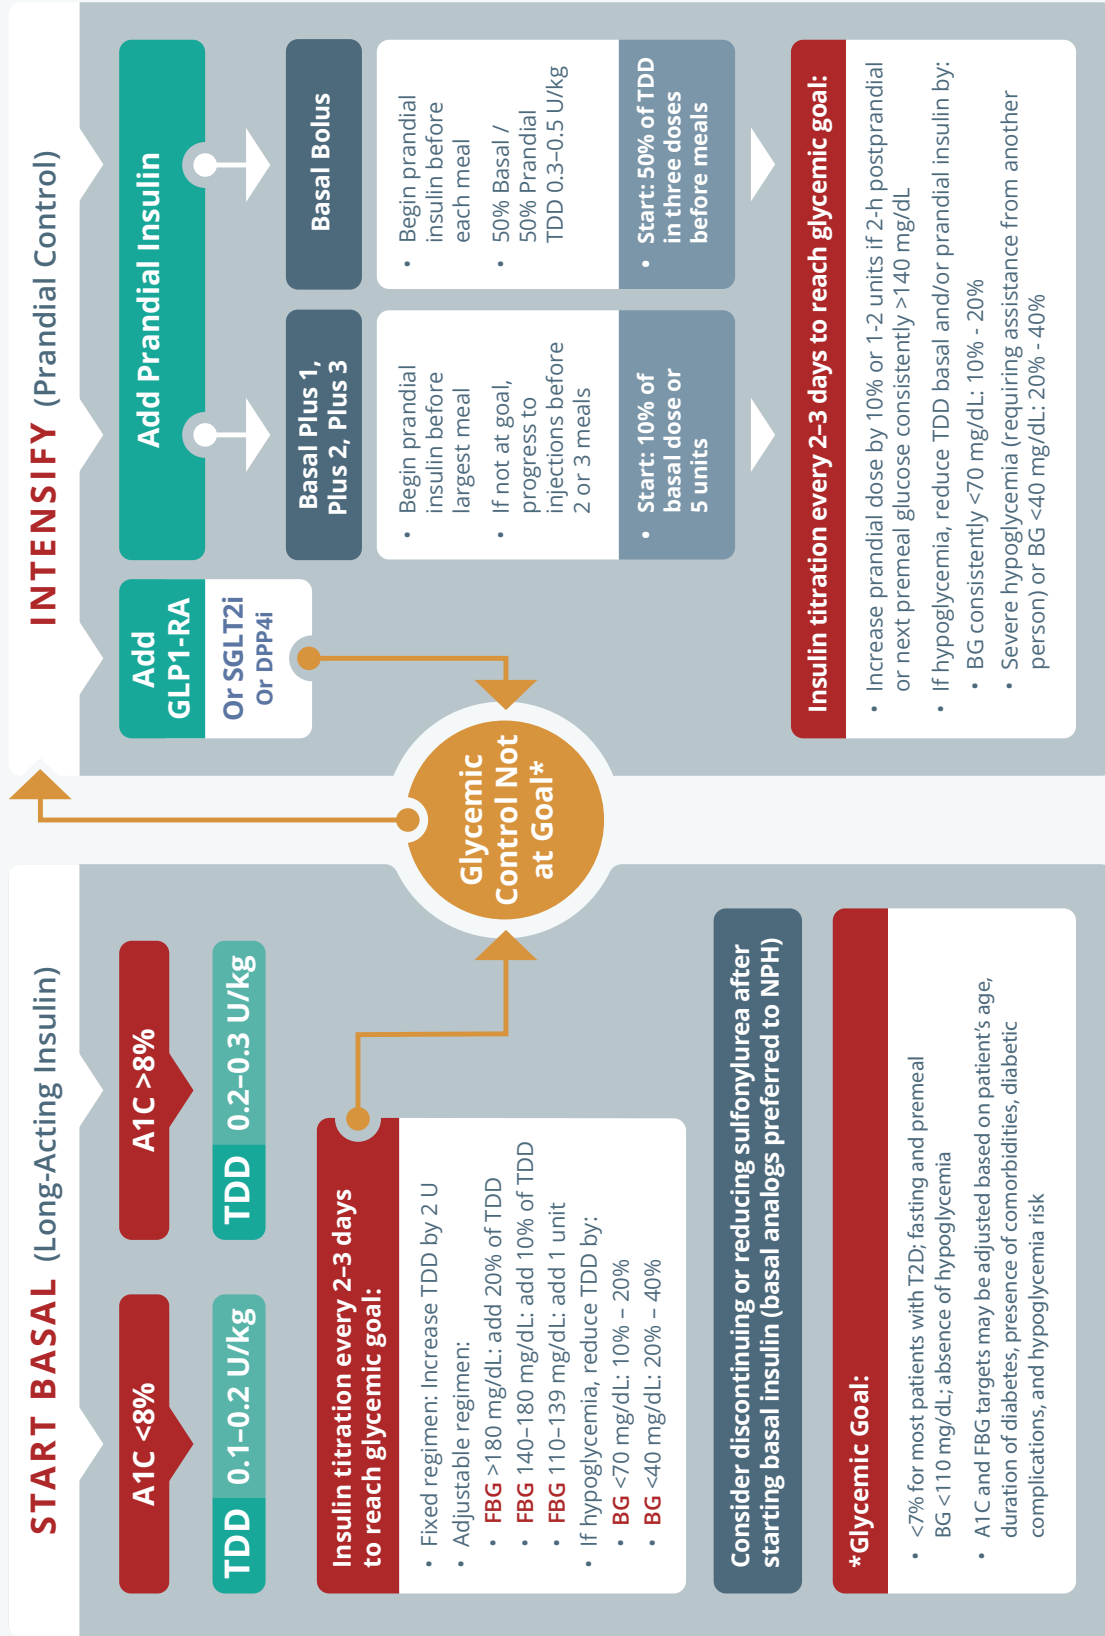 START BASAL (Long-Acting Insulin)
A1C <8%
A1C >8%
TDD 0.1–0.2 U/kg
TDD 0.2–0.3 U/kg
Insulin titration every 2–3 days
to reach glycemic goal:
• Fixed regimen: Increase TDD by 2 U
• Adjustable regimen:
• FBG >180 mg/dL: add 20% of TDD
• FBG 140–180 mg/dL: add 10% of TDD
• FBG 110–139 mg/dL: add 1 unit
• If hypoglycemia, reduce TDD by:
• BG <70 mg/dL: 10% – 20%
• BG <40 mg/dL: 20% – 40%
Consider discontinuing or reducing sulfonylurea after
starting basal insulin (basal analogs preferred to NPH)
*Glycemic Goal:
• <7% for most patients with T2D; fasting and premeal
BG <110 mg/dL; absence of hypoglycemia
• A1C and FBG targets may be adjusted based on patient's age,
duration of diabetes, presence of comorbidities, diabetic
complications, and hypoglycemia risk
Glycemic
Control Not
at Goal*
INTENSIFY (Prandial Control)
Add
GLP1-RA
Or SGLT2i
Or DPP4i
Add Prandial Insulin
Basal Plus 1,
Plus 2, Plus 3
• Begin prandial
insulin before
largest meal
• If not at goal,
progress to
injections before
2 or 3 meals
• Start: 10% of
basal dose or
5 units
Basal Bolus
• Begin prandial
insulin before
each meal
• 50% Basal /
50% Prandial
TDD 0.3–0.5 U/kg
• Start: 50% of TDD
in three doses
before meals
Insulin titration every 2–3 days to reach glycemic goal:
• Increase prandial dose by 10% or 1-2 units if 2-h postprandial
or next premeal glucose consistently >140 mg/dL
• If hypoglycemia, reduce TDD basal and/or prandial insulin by:
• BG consistently <70 mg/dL: 10% - 20%
• Severe hypoglycemia (requiring assistance from another
person) or BG <40 mg/dL: 20% - 40%